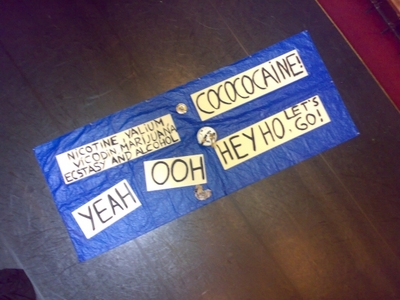 NICOTINE VALIUM
VICODIN MARIJUANA
ECSTASY AND ALCOHOL
COCOCOCAiNE!
YEAH
OOH
HEY HO. LET'S
GO!